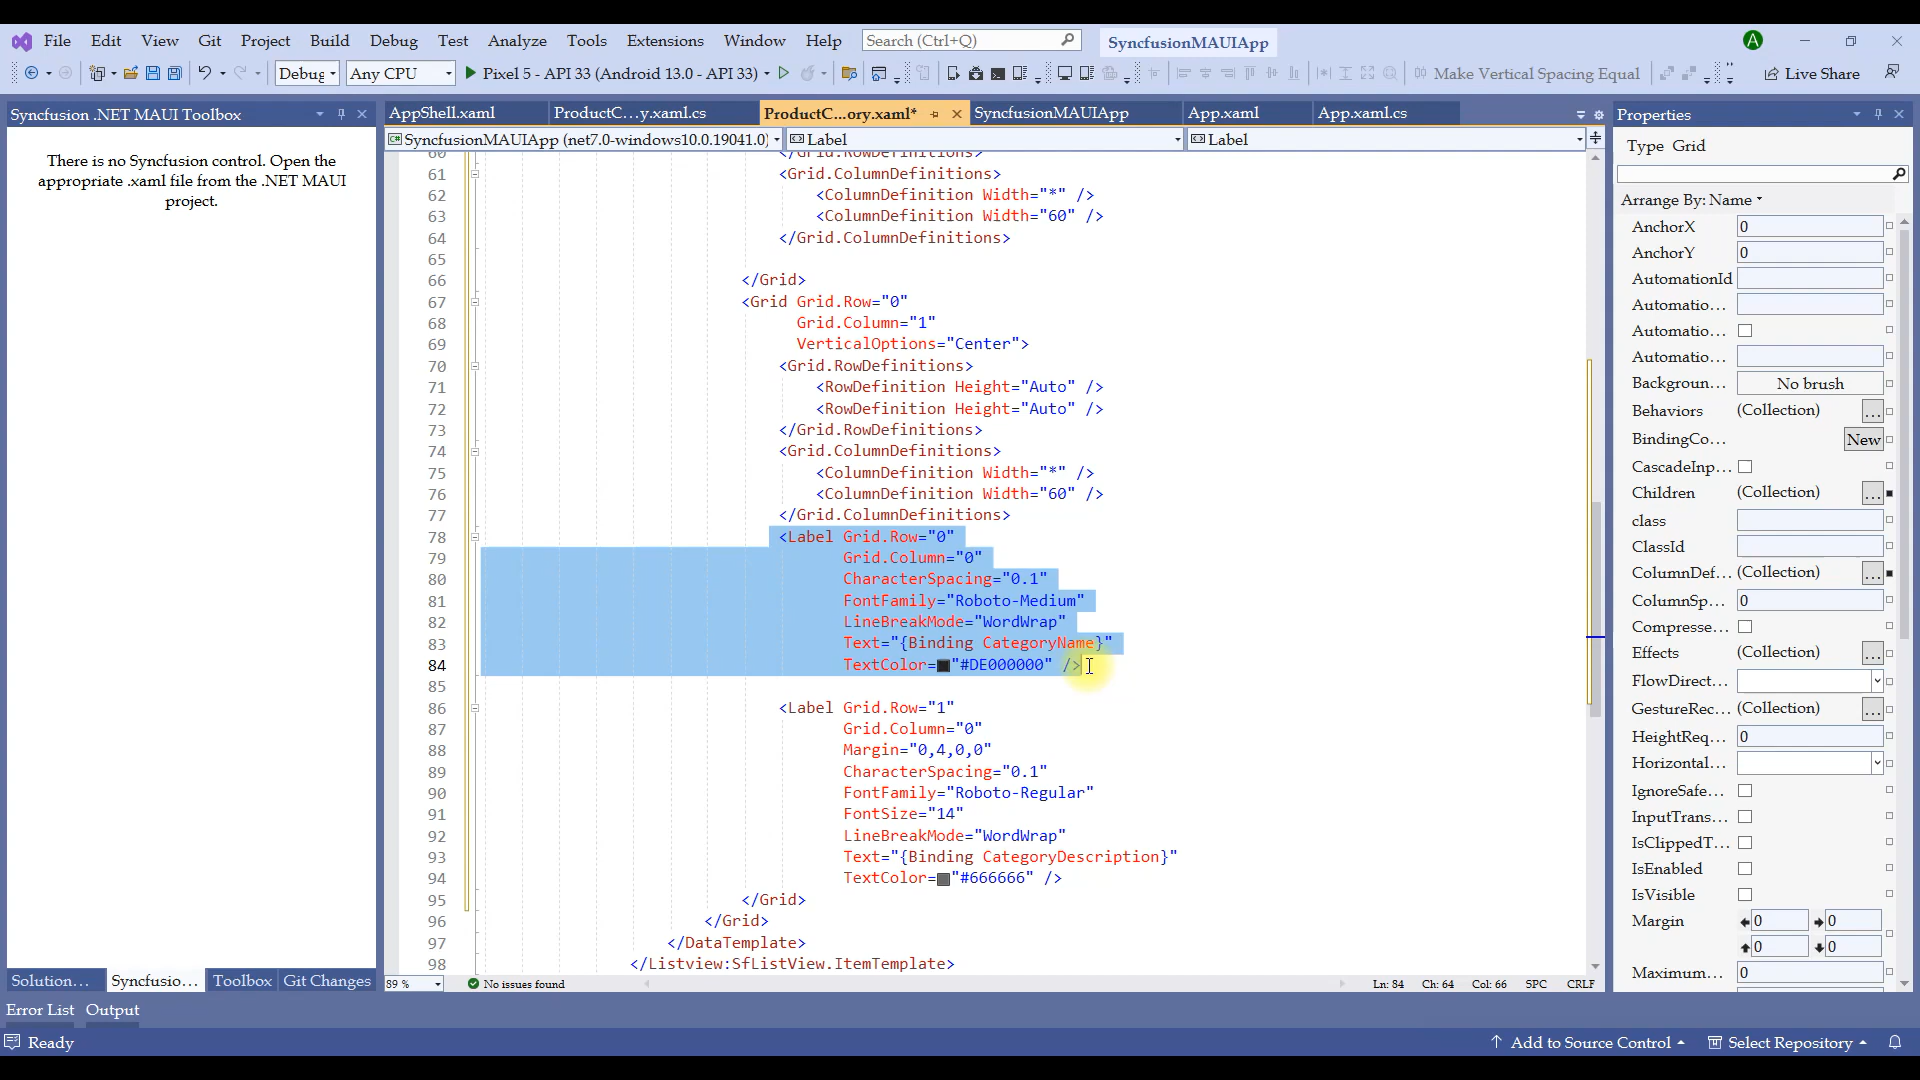 File Edit View Git Project Build Debug Test Analyze Tools Extensions Window Help Search (Ctrl+Q) SyncfusionMAUIApp A
Debug Any CPU Pixel 5 - API 33 (Android 13.0 - API 33) Make Vertical Spacing Equal Live Share
Syncfusion .NET MAUI Toolbox
There is no Syncfusion control. Open the
appropriate .xaml file from the .NET MAUI
project.
AppShell.xaml ProductC...y.xaml.cs ProductC...ory.xaml* SyncfusionMAUIApp App.xaml App.xaml.cs
SyncfusionMAUIApp (net7.0-windows10.0.19041.0) Label Label
60 </Grid.RowDefinitions>
61 <Grid.ColumnDefinitions>
62 <ColumnDefinition Width="*" />
63 <ColumnDefinition Width="60" />
64 </Grid.ColumnDefinitions>
65
66 </Grid>
67 <Grid Grid.Row="0"
68 Grid.Column="1"
69 VerticalOptions="Center">
70 <Grid.RowDefinitions>
71 <RowDefinition Height="Auto" />
72 <RowDefinition Height="Auto" />
73 </Grid.RowDefinitions>
74 <Grid.ColumnDefinitions>
75 <ColumnDefinition Width="*" />
76 <ColumnDefinition Width="60" />
77 </Grid.ColumnDefinitions>
78 <Label Grid.Row="0"
79 Grid.Column="0"
80 CharacterSpacing="0.1"
81 FontFamily="Roboto-Medium"
82 LineBreakMode="WordWrap"
83 Text="{Binding CategoryName}"
84 TextColor="#DE000000" />
85
86 <Label Grid.Row="1"
87 Grid.Column="0"
88 Margin="0,4,0,0"
89 CharacterSpacing="0.1"
90 FontFamily="Roboto-Regular"
91 FontSize="14"
92 LineBreakMode="WordWrap"
93 Text="{Binding CategoryDescription}"
94 TextColor="#666666" />
95 </Grid>
96 </Grid>
97 </DataTemplate>
98 </Listview:SfListView.ItemTemplate>
89 % No issues found Ln: 84 Ch: 64 Col: 66 SPC CRLF
Properties
Type Grid
Arrange By: Name
AnchorX 0
AnchorY 0
AutomationId
Automatio...
Automatio...
Automatio...
Backgroun... No brush
Behaviors (Collection) ...
BindingCo... New
CascadeInp...
Children (Collection) ...
class
ClassId
ColumnDef... (Collection) ...
ColumnSp... 0
Compresse...
Effects (Collection) ...
FlowDirect...
GestureRec... (Collection) ...
HeightReq... 0
Horizontal...
IgnoreSafe...
InputTrans...
IsClippedT...
IsEnabled
IsVisible
Margin 0 0
0 0
Maximum... 0
Solution... Syncfusio... Toolbox Git Changes
Error List Output
Ready Add to Source Control Select Repository